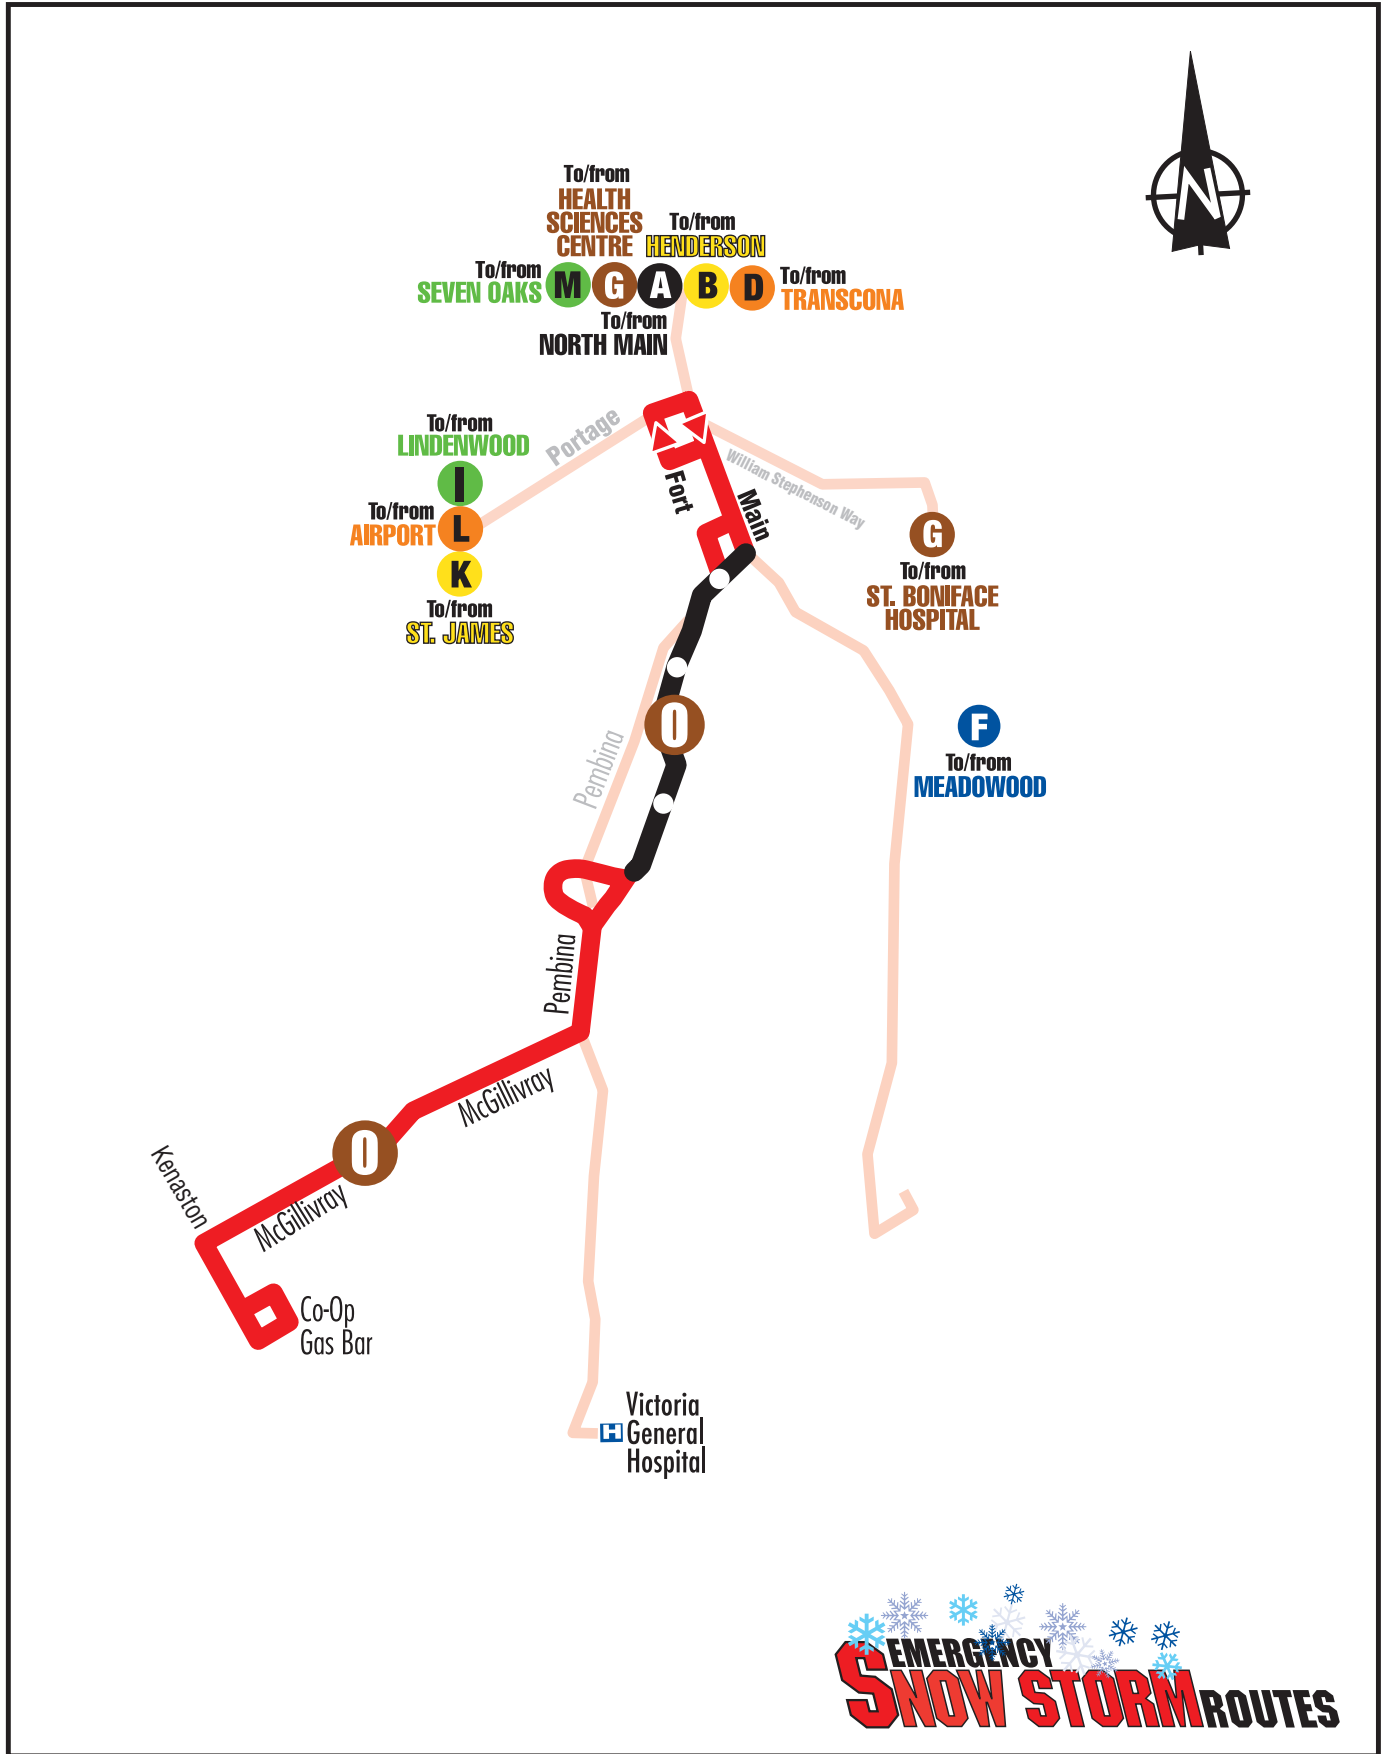 N
To/from
HEALTH
SCIENCES
CENTRE
To/from
HENDERSON
To/from
SEVEN OAKS
M
G
A
B
D
To/from
TRANSCONA
To/from
NORTH MAIN
Portage
To/from
LINDENWOOD
I
To/from
AIRPORT
L
K
To/from
ST. JAMES
Fort
Main
William Stephenson Way
G
To/from
ST. BONIFACE
HOSPITAL
O
Pembina
F
To/from
MEADOWOOD
Pembina
McGillivray
O
Kenaston
McGillivray
Co-Op
Gas Bar
H
Victoria
General
Hospital
EMERGENCY
SNOW STORM ROUTES